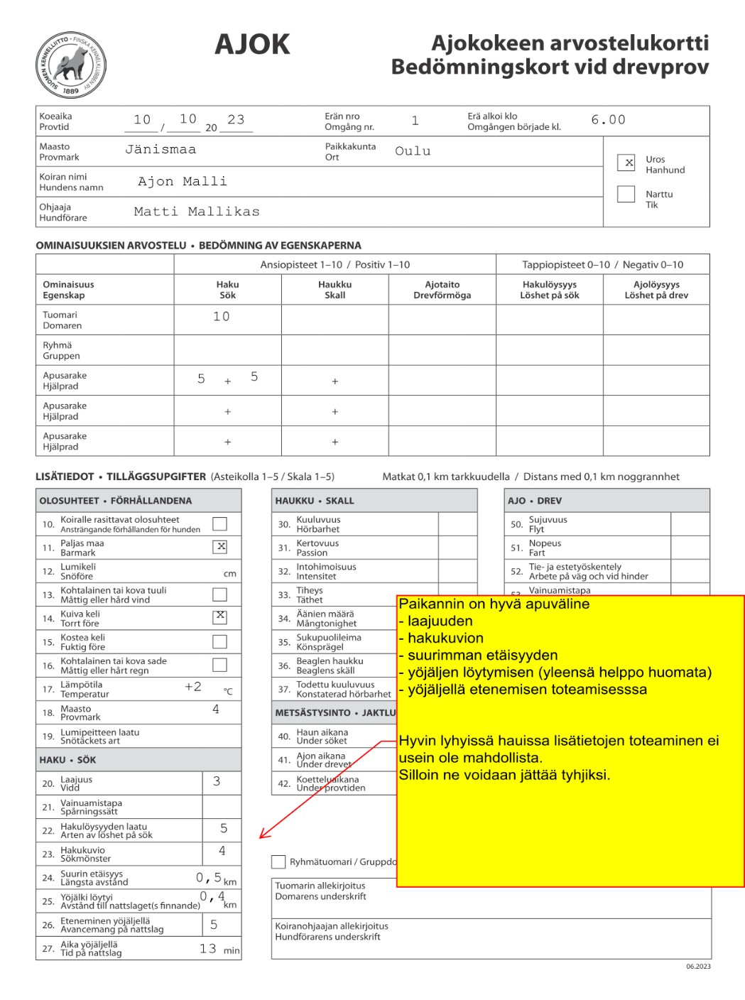 SUOMEN KENNELLIITTO - FINSKA KENNELKLUBBEN RY
1889
AJOK
Ajokokeen arvostelukortti
Bedömningskort vid drevprov
Koeaika
Provtid
10 / 10 20 23
Erän nro
Omgång nr.
1
Erä alkoi klo
Omgången började kl.
6.00
Maasto
Provmark
Jänismaa
Paikkakunta
Ort
Oulu
x Uros
Hanhund
Koiran nimi
Hundens namn
Ajon Malli
Narttu
Tik
Ohjaaja
Hundförare
Matti Mallikas
OMINAISUUKSIEN ARVOSTELU • BEDÖMNING AV EGENSKAPERNA
Ansiopisteet 1–10 / Positiv 1–10 Tappiopisteet 0–10 / Negativ 0–10
Ominaisuus Haku Haukku Ajotaito Hakulöysyys Ajolöysyys
Egenskap Sök Skall Drevförmöga Löshet på sök Löshet på drev
Tuomari
Domaren
10
Ryhmä
Gruppen
Apusarake
Hjälprad
5 + 5 +
Apusarake
Hjälprad
+ +
Apusarake
Hjälprad
+ +
LISÄTIEDOT • TILLÄGGSUPGIFTER (Asteikolla 1–5 / Skala 1–5) Matkat 0,1 km tarkkuudella / Distans med 0,1 km noggrannhet
OLOSUHTEET • FÖRHÅLLANDENA
10. Koiralle rasittavat olosuhteet
Ansträngande förhållanden för hunden
11. Paljas maa x
Barmark
12. Lumikeli
Snöföre cm
13. Kohtalainen tai kova tuuli
Måttig eller hård vind
14. Kuiva keli x
Torrt före
15. Kostea keli
Fuktig före
16. Kohtalainen tai kova sade
Måttig eller hårt regn
17. Lämpötila +2 °C
Temperatur
18. Maasto 4
Provmark
19. Lumipeitteen laatu
Snötäckets art
HAKU • SÖK
20. Laajuus 3
Vidd
21. Vainuamistapa
Spårningssätt
22. Hakulöysyyden laatu 5
Arten av löshet på sök
23. Hakukuvio 4
Sökmönster
24. Suurin etäisyys 0,5 km
Längsta avstånd
25. Yöjälki löytyi 0,4 km
Avstånd till nattslaget(s finnande)
26. Eteneminen yöjäljellä 5
Avancemang på nattslag
27. Aika yöjäljellä 13 min
Tid på nattslag
HAUKKU • SKALL
30. Kuuluvuus
Hörbarhet
31. Kertovuus
Passion
32. Intohimoisuus
Intensitet
33. Tiheys
Täthet
34. Äänien määrä
Mångtonighet
35. Sukupuolileima
Könsprägel
36. Beaglen haukku
Beaglens skäll
37. Todettu kuuluvuus
Konstaterad hörbarhet
METSÄSTYSINTO • JAKTLU
40. Haun aikana
Under söket
41. Ajon aikana
Under drevet
42. Koetteluaikana
Under provtiden
AJO • DREV
50. Sujuvuus
Flyt
51. Nopeus
Fart
52. Tie- ja estetyöskentely
Arbete på väg och vid hinder
53. Vainuamistapa
Paikannin on hyvä apuväline
- laajuuden
- hakukuvion
- suurimman etäisyyden
- yöjäljen löytymisen (yleensä helppo huomata)
- yöjäljellä etenemisen toteamisesssa
Hyvin lyhyissä hauissa lisätietojen toteaminen ei
usein ole mahdollista.
Silloin ne voidaan jättää tyhjiksi.
Ryhmätuomari / Gruppdo
Tuomarin allekirjoitus
Domarens underskrift
Koiranohjaajan allekirjoitus
Hundförarens underskrift
06.2023